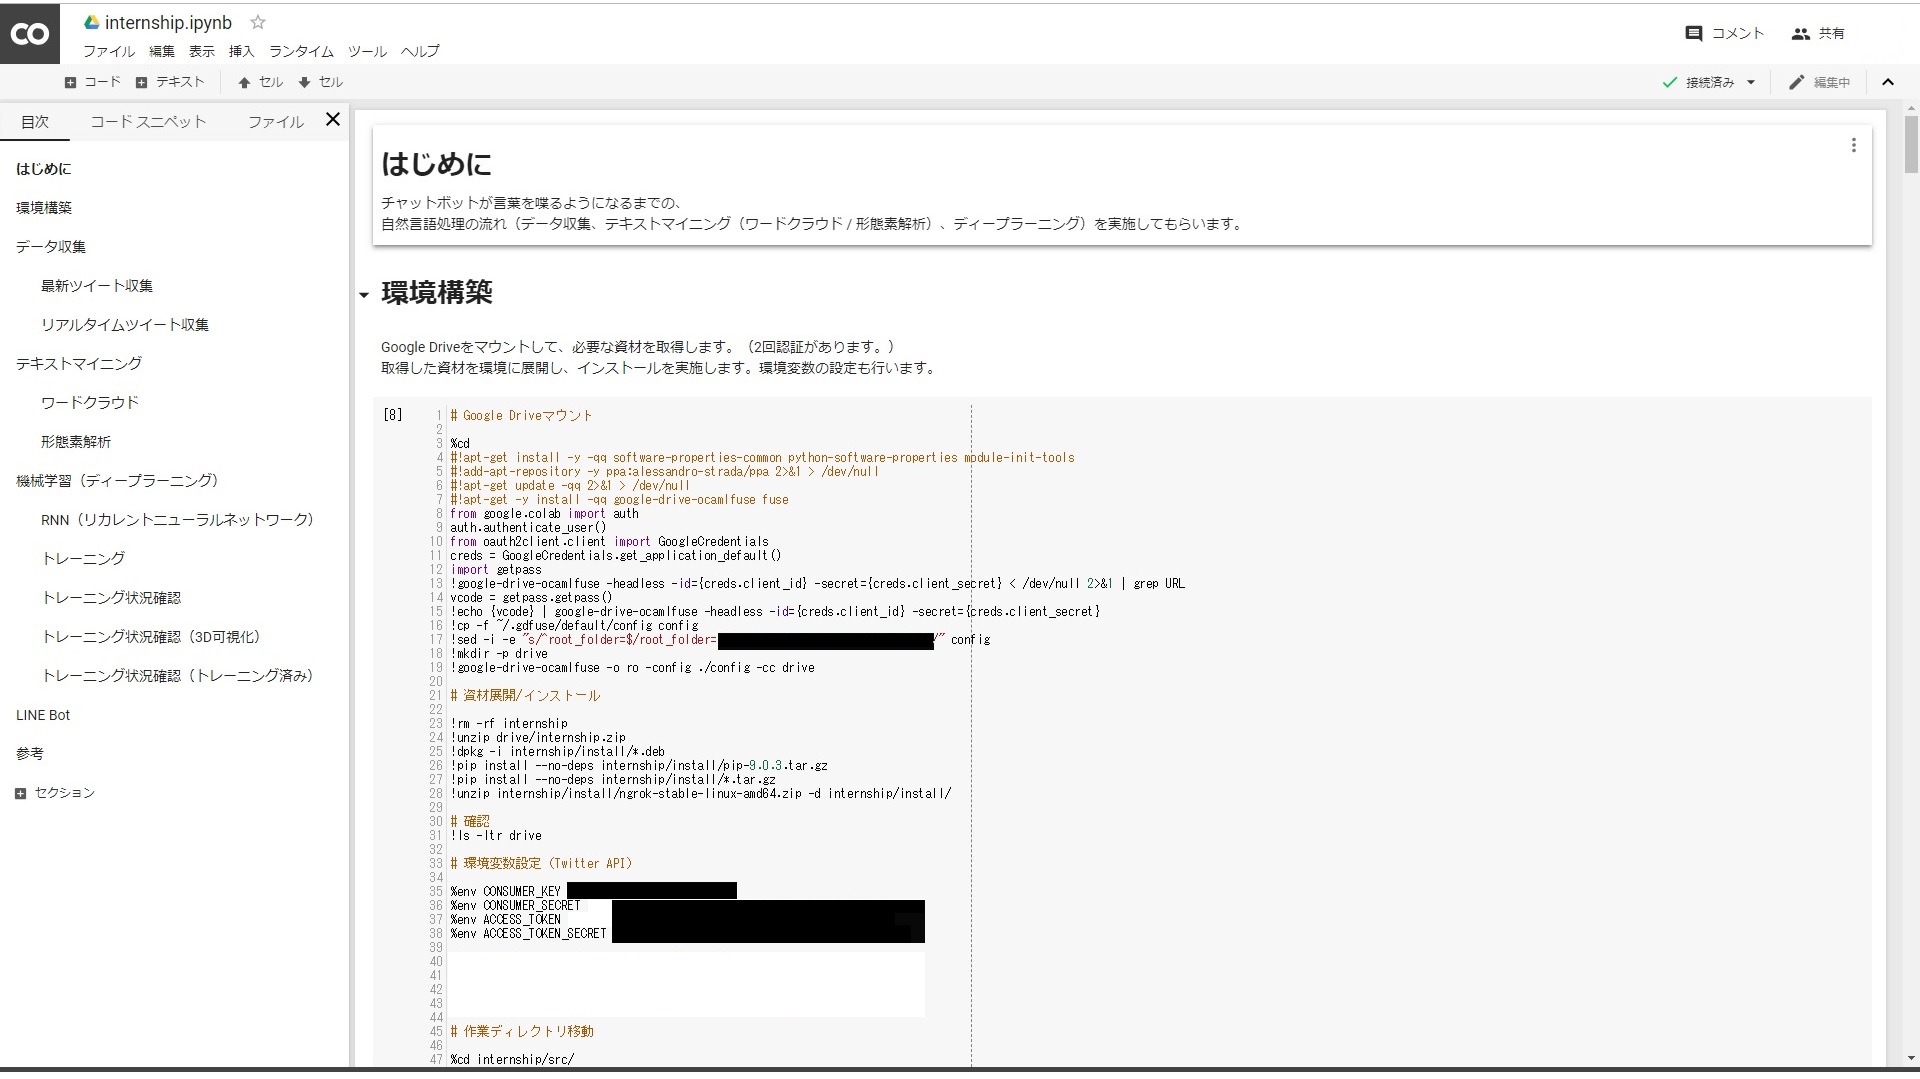 CO
internship.ipynb
ファイル 編集 表示 挿入 ランタイム ツール ヘルプ
コメント 共有
コード テキスト セル セル
接続済み 編集中
目次 コード スニペット ファイル
はじめに
環境構築
データ収集
最新ツイート収集
リアルタイムツイート収集
テキストマイニング
ワードクラウド
形態素解析
機械学習（ディープラーニング）
RNN（リカレントニューラルネットワーク）
トレーニング
トレーニング状況確認
トレーニング状況確認（3D可視化）
トレーニング状況確認（トレーニング済み）
LINE Bot
参考
セクション
はじめに
チャットボットが言葉を喋るようになるまでの、
自然言語処理の流れ（データ収集、テキストマイニング（ワードクラウド / 形態素解析）、ディープラーニング）を実施してもらいます。
環境構築
Google Driveをマウントして、必要な資材を取得します。（2回認証があります。）
取得した資材を環境に展開し、インストールを実施します。環境変数の設定も行います。
[8]
1 # Google Driveマウント
2
3 %cd
4 #!apt-get install -y -qq software-properties-common python-software-properties module-init-tools
5 #!add-apt-repository -y ppa:alessandro-strada/ppa 2>&1 > /dev/null
6 #!apt-get update -qq 2>&1 > /dev/null
7 #!apt-get -y install -qq google-drive-ocamlfuse fuse
8 from google.colab import auth
9 auth.authenticate_user()
10 from oauth2client.client import GoogleCredentials
11 creds = GoogleCredentials.get_application_default()
12 import getpass
13 !google-drive-ocamlfuse -headless -id={creds.client_id} -secret={creds.client_secret} < /dev/null 2>&1 | grep URL
14 vcode = getpass.getpass()
15 !echo {vcode} | google-drive-ocamlfuse -headless -id={creds.client_id} -secret={creds.client_secret}
16 !cp -f ~/.gdfuse/default/config config
17 !sed -i -e "s/^root_folder=$/root_folder= /" config
18 !mkdir -p drive
19 !google-drive-ocamlfuse -o ro -config ./config -cc drive
20
21 # 資材展開/インストール
22
23 !rm -rf internship
24 !unzip drive/internship.zip
25 !dpkg -i internship/install/*.deb
26 !pip install --no-deps internship/install/pip-9.0.3.tar.gz
27 !pip install --no-deps internship/install/*.tar.gz
28 !unzip internship/install/ngrok-stable-linux-amd64.zip -d internship/install/
29
30 # 確認
31 !ls -ltr drive
32
33 # 環境変数設定（Twitter API）
34
35 %env CONSUMER_KEY
36 %env CONSUMER_SECRET
37 %env ACCESS_TOKEN
38 %env ACCESS_TOKEN_SECRET
39
40
41
42
43
44
45 # 作業ディレクトリ移動
46
47 %cd internship/src/